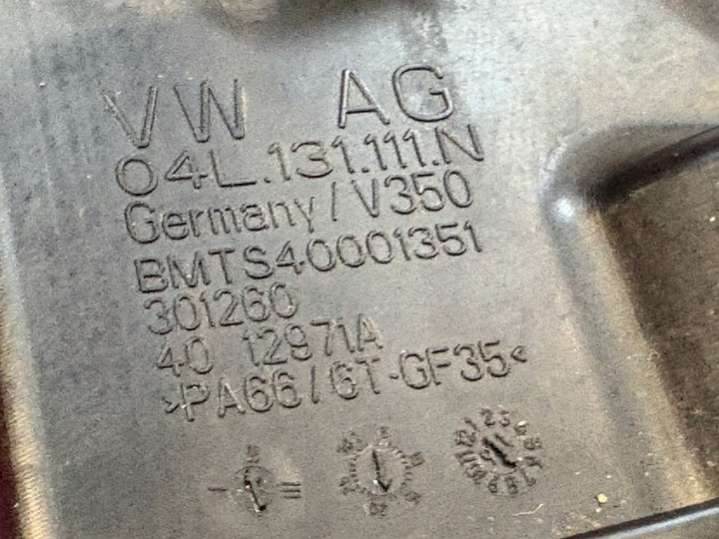 VW AG
04L.131.111.N
Germany/V350
BMTS40001351
301260
40 12971A
>PA66/6T-GF35<